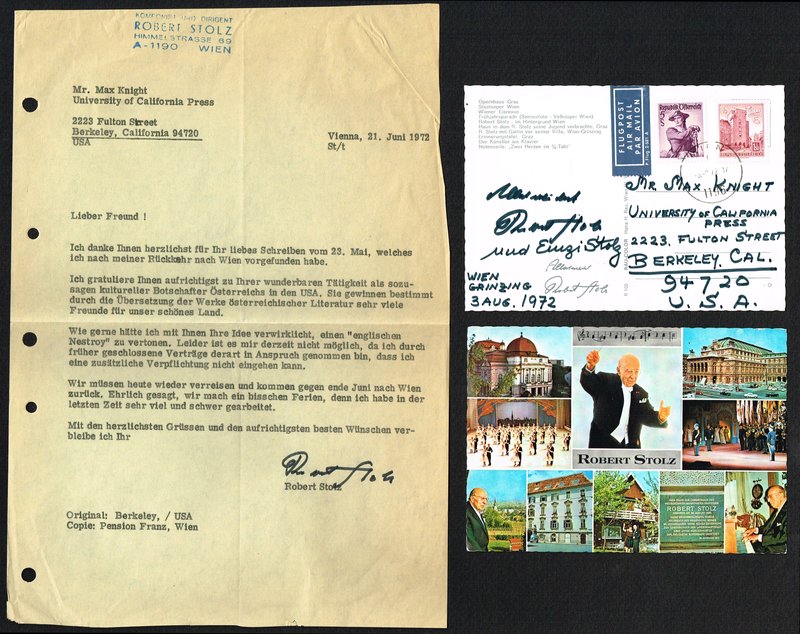 KOMPONIST UND DIRIGENT
ROBERT STOLZ
HIMMELSTRASSE 69
A-1190 WIEN
Mr. Max Knight
University of California Press
2223 Fulton Street
Berkeley, California 94720
USA
Vienna, 21. Juni 1972
St/t
Lieber Freund !
Ich danke Ihnen herzlichst für Ihr liebes Schreiben vom 23. Mai, welches
ich nach meiner Rückkehr nach Wien vorgefunden habe.
Ich gratuliere Ihnen aufrichtigst zu Ihrer wunderbaren Tätigkeit als sozu-
sagen kultureller Botschafter Österreichs in den USA. Sie gewinnen bestimmt
durch die Übersetzung der Werke österreichischer Literatur sehr viele
Freunde für unser schönes Land.
Wie gerne hätte ich mit Ihnen Ihre Idee verwirklicht, einen "englischen
Nestroy" zu vertonen. Leider ist es mir derzeit nicht möglich, da ich durch
früher geschlossene Verträge derart in Anspruch genommen bin, dass ich
eine zusätzliche Verpflichtung nicht eingehen kann.
Wir müssen heute wieder verreisen und kommen gegen ende Juni nach Wien
zurück. Ehrlich gesagt, wir mach ein bisschen Ferien, denn ich habe in der
letzten Zeit sehr viel und schwer gearbeitet.
Mit den herzlichsten Grüssen und den aufrichtigsten besten Wünschen ver-
bleibe ich Ihr
Robert Stolz
Robert Stolz
Original: Berkeley, / USA
Copie: Pension Franz, Wien
Opernhaus Graz
Staatsoper Wien
Wiener Eisrevue
Frühjahrsparade (Szenenfoto - Volksoper Wien)
Robert Stolz - im Hintergrund Wien
Haus in dem R. Stolz seine Jugend verbrachte, Graz
R. Stolz mit Gattin vor seiner Villa, Wien-Grinzing
Erinnerungstafel, Graz
Der Künstler am Klavier
Notenzeile: „Zwei Herzen im ¾-Takt"
FLUGPOST
AIR MAIL
PAR AVION
Republik Österreich
Robert Stolz
und Einzi Stolz
Robert Stolz
WIEN
GRINZING
3 AUG. 1972
MR MAX KNIGHT
UNIVERSITY OF CALIFORNIA
PRESS
2223, FULTON STREET
BERKELEY, CAL.
94720
U.S.A.
ROBERT STOLZ
ROBERT STOLZ